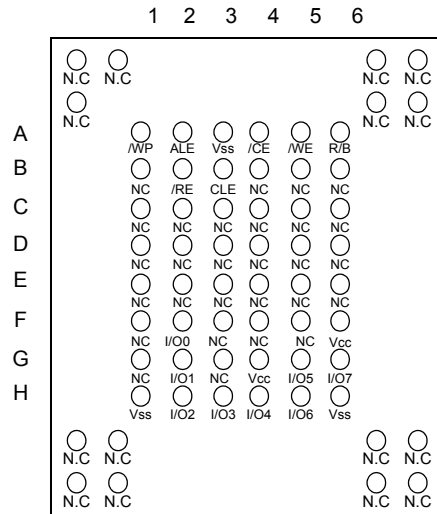 1 2 3 4 5 6
N.C N.C N.C N.C
N.C N.C N.C
A
/WP ALE Vss /CE /WE R/B
B
NC /RE CLE NC NC NC
C
NC NC NC NC NC NC
D
NC NC NC NC NC NC
E
NC NC NC NC NC NC
F
NC I/O0 NC NC NC Vcc
G
NC I/O1 NC Vcc I/O5 I/O7
H
Vss I/O2 I/O3 I/O4 I/O6 Vss
N.C N.C N.C N.C
N.C N.C N.C N.C